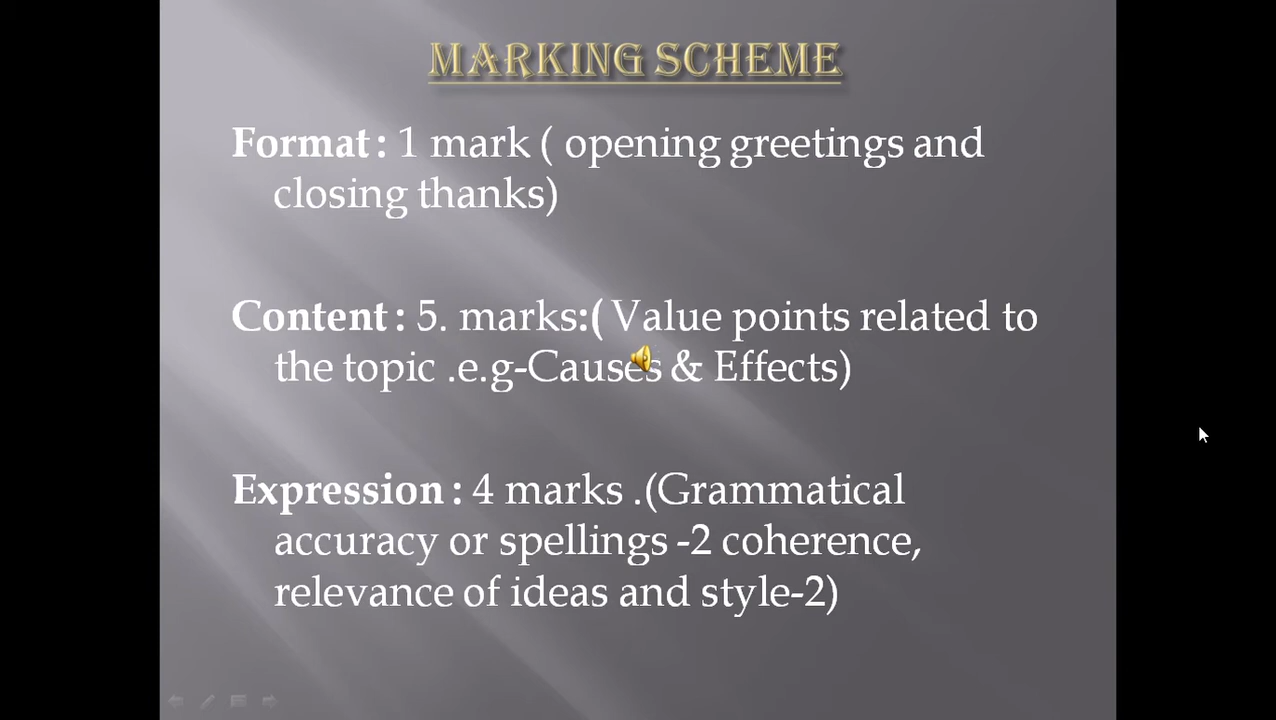 MARKING SCHEME
Format : 1 mark ( opening greetings and
closing thanks)
Content : 5. marks:( Value points related to
the topic .e.g-Causes & Effects)
Expression : 4 marks .(Grammatical
accuracy or spellings -2 coherence,
relevance of ideas and style-2)